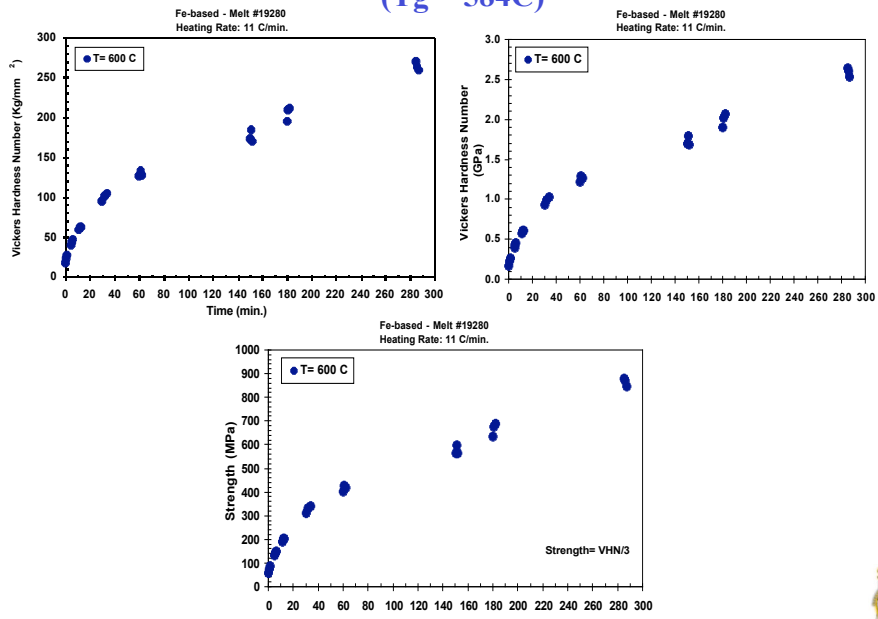 (Tg = 584C)
Fe-based - Melt #19280
Heating Rate: 11 C/min.
T= 600 C
Vickers Hardness Number (Kg/mm²)
300
250
200
150
100
50
0
0 20 40 60 80 100 120 140 160 180 200 220 240 260 280 300
Time (min.)
Fe-based - Melt #19280
Heating Rate: 11 C/min.
T= 600 C
Vickers Hardness Number
(GPa)
3.0
2.5
2.0
1.5
1.0
0.5
0.0
0 20 40 60 80 100 120 140 160 180 200 220 240 260 280 300
Fe-based - Melt #19280
Heating Rate: 11 C/min.
T= 600 C
Strength (MPa)
1000
900
800
700
600
500
400
300
200
100
0
Strength= VHN/3
0 20 40 60 80 100 120 140 160 180 200 220 240 260 280 300